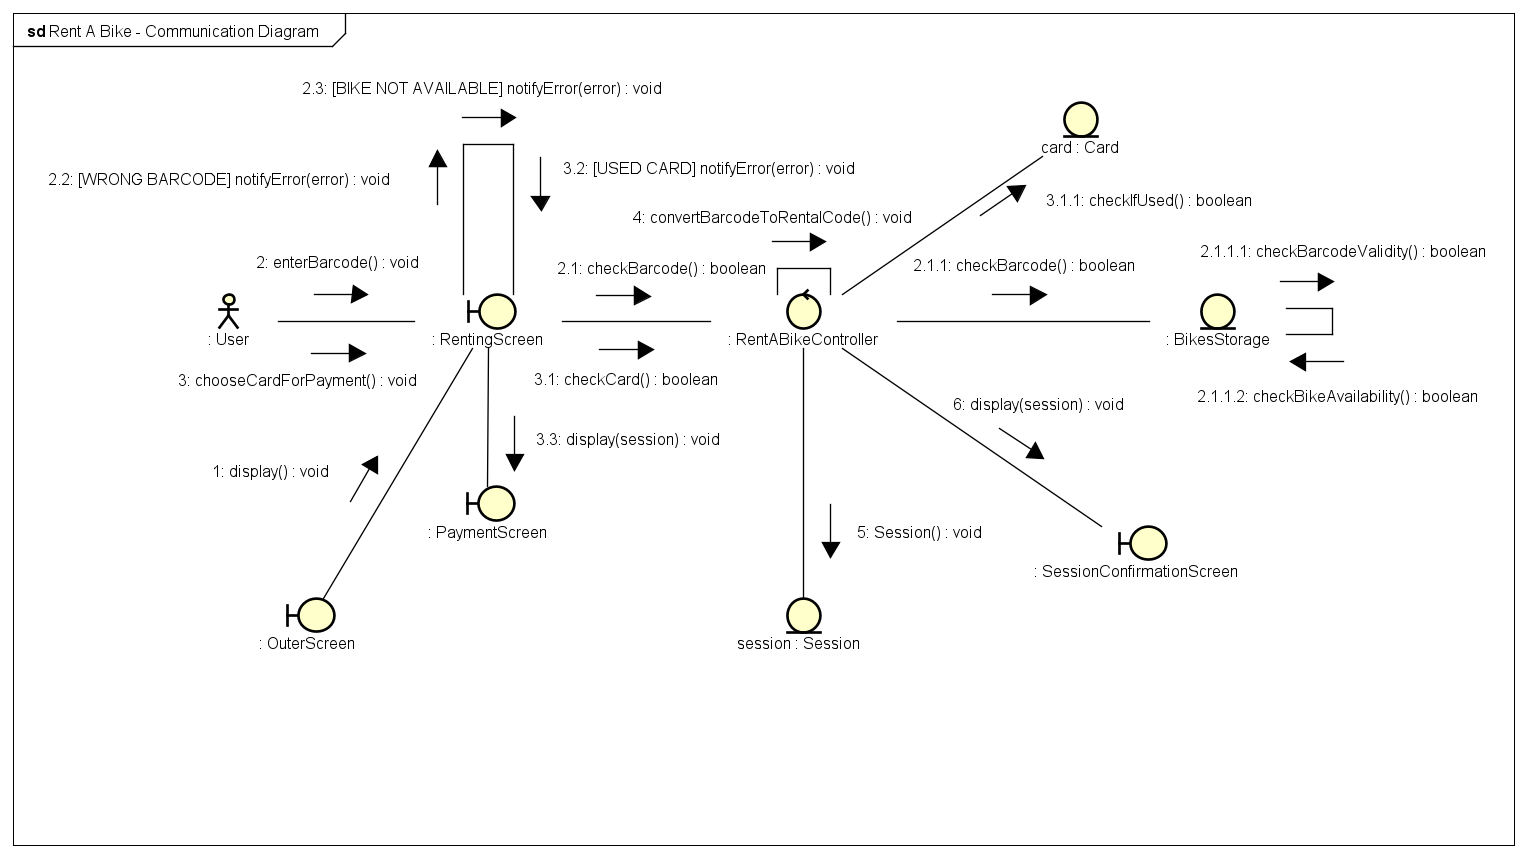 sd Rent A Bike - Communication Diagram
2.3: [BIKE NOT AVAILABLE] notifyError(error) : void
card : Card
2.2: [WRONG BARCODE] notifyError(error) : void
3.2: [USED CARD] notifyError(error) : void
3.1.1: checkIfUsed() : boolean
4: convertBarcodeToRentalCode() : void
2: enterBarcode() : void
2.1: checkBarcode() : boolean
2.1.1: checkBarcode() : boolean
2.1.1.1: checkBarcodeValidity() : boolean
: User
: RentingScreen
: RentABikeController
: BikesStorage
3: chooseCardForPayment() : void
3.1: checkCard() : boolean
2.1.1.2: checkBikeAvailability() : boolean
6: display(session) : void
3.3: display(session) : void
1: display() : void
: PaymentScreen
5: Session() : void
: SessionConfirmationScreen
: OuterScreen
session : Session